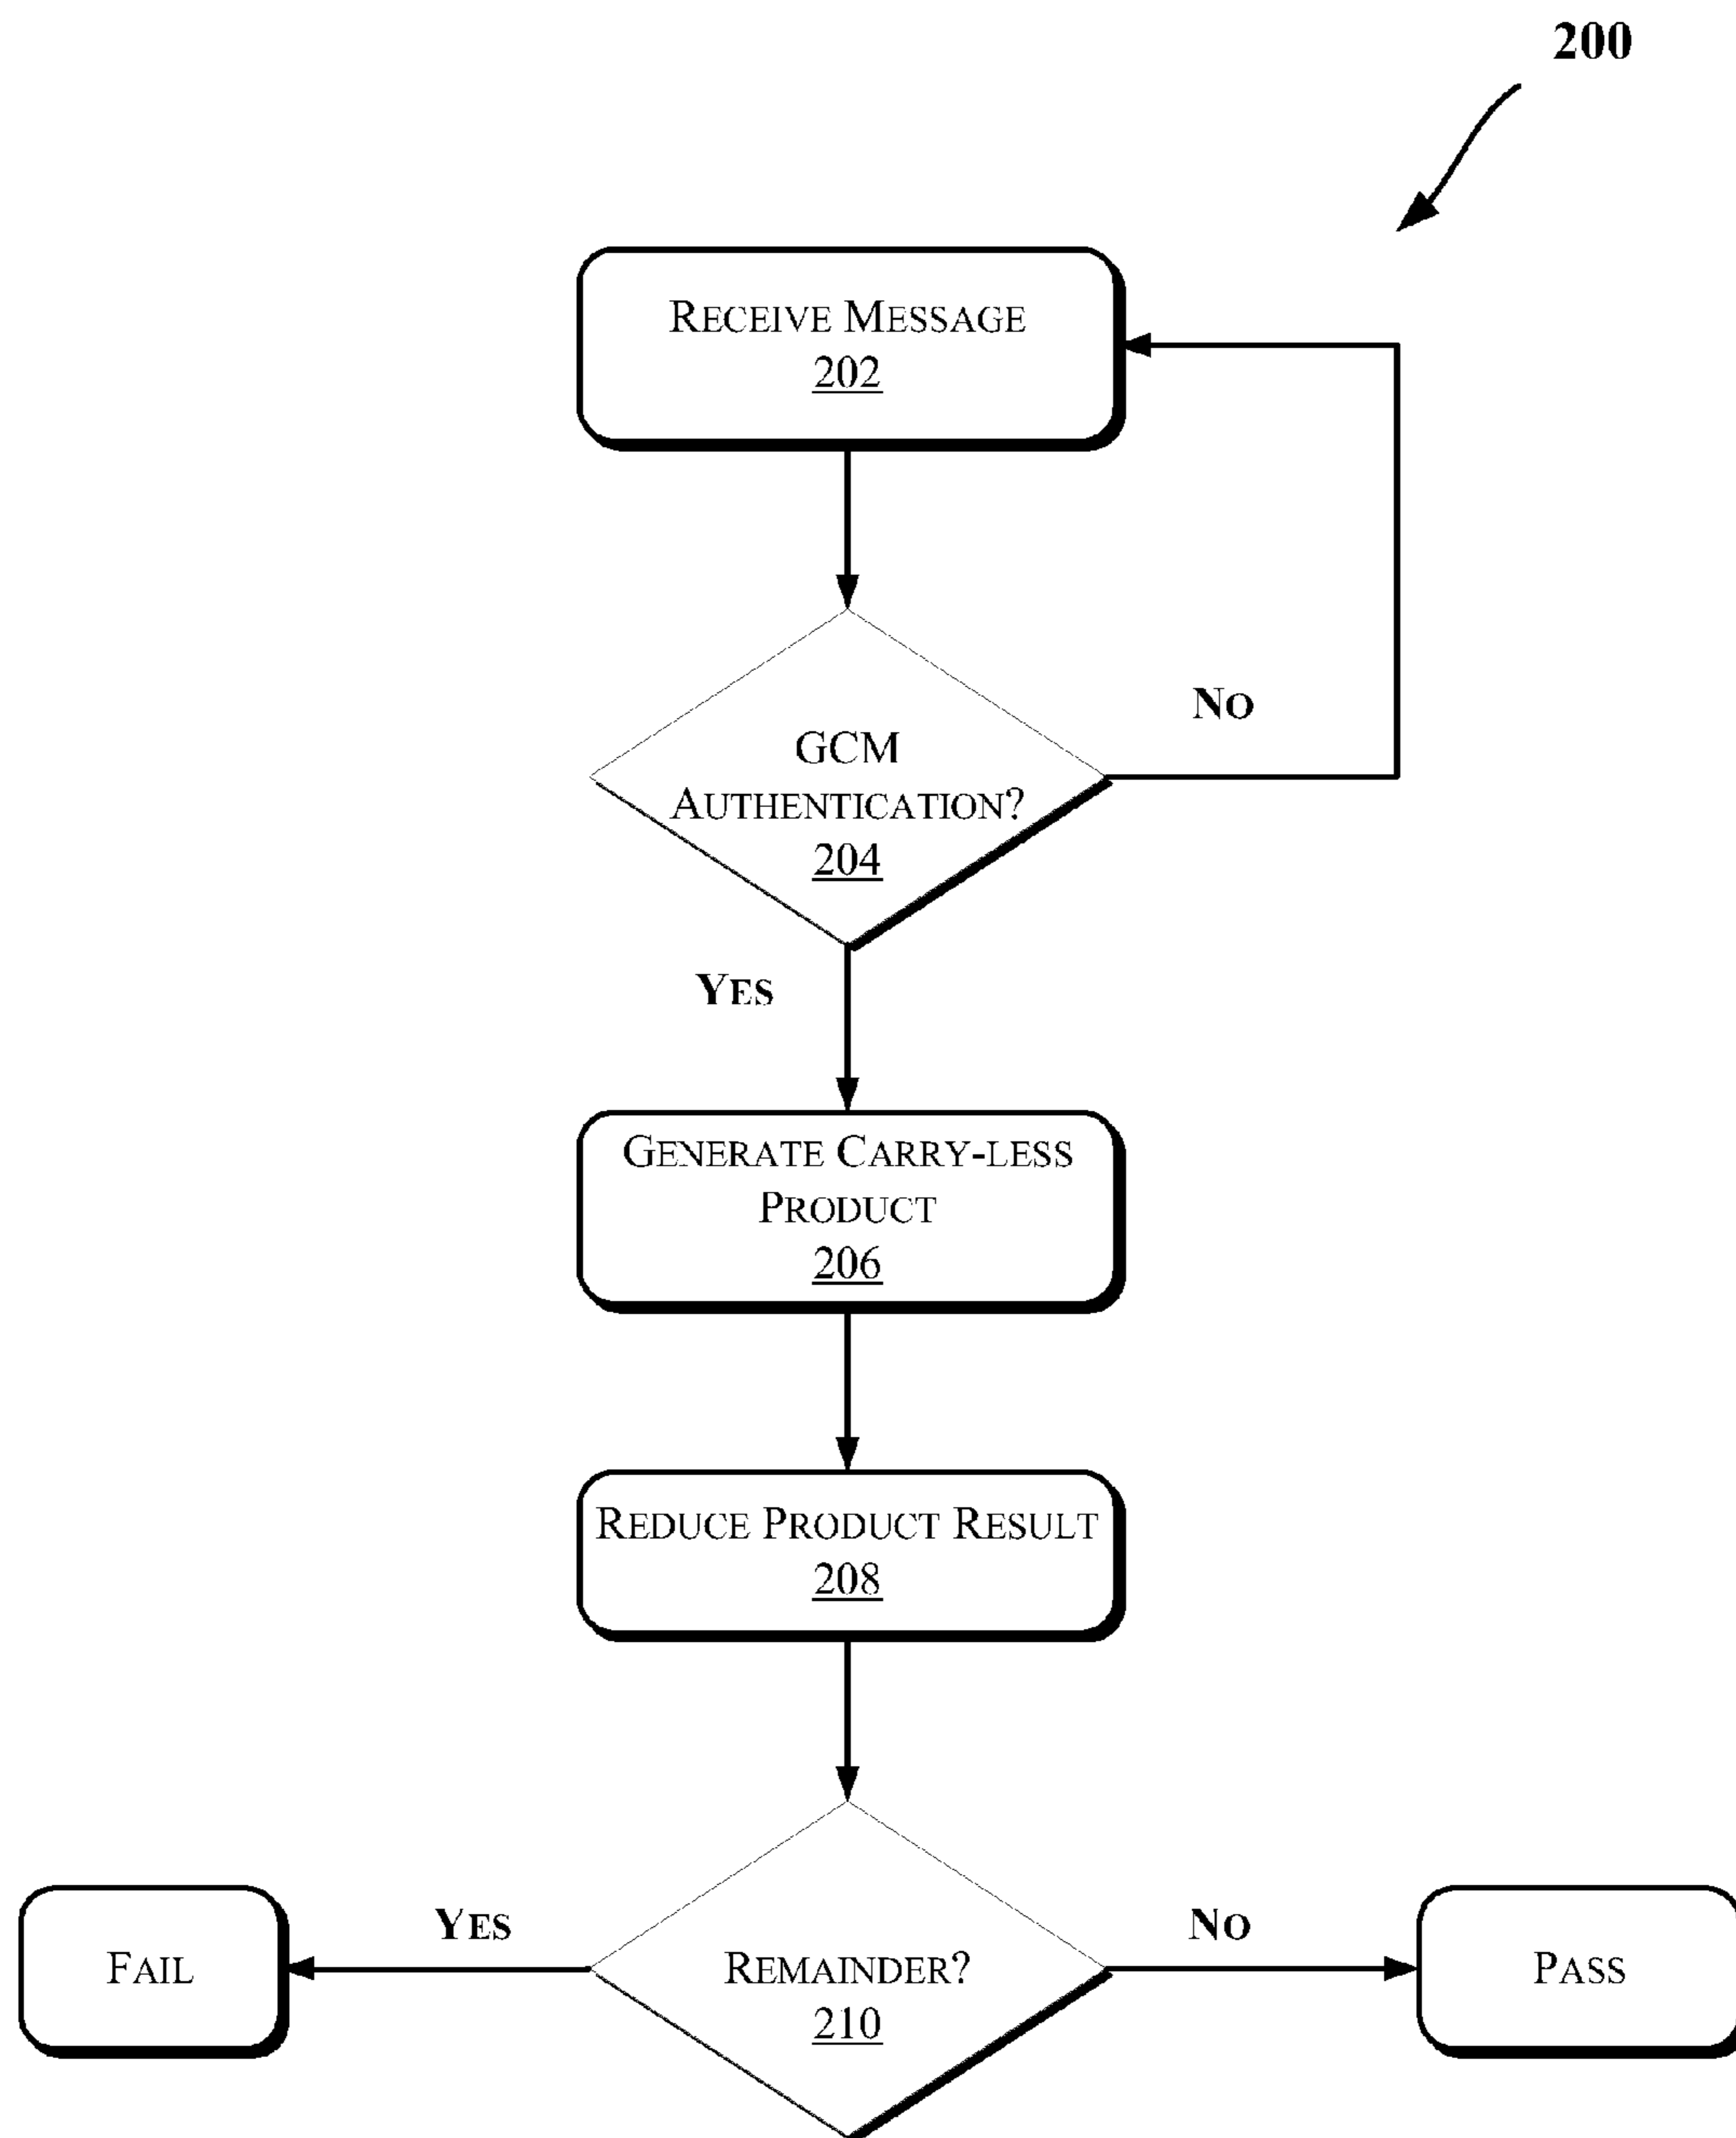 200
RECEIVE MESSAGE
202
GCM
AUTHENTICATION?
204
NO
YES
GENERATE CARRY-LESS
PRODUCT
206
REDUCE PRODUCT RESULT
208
REMAINDER?
210
YES
FAIL
NO
PASS